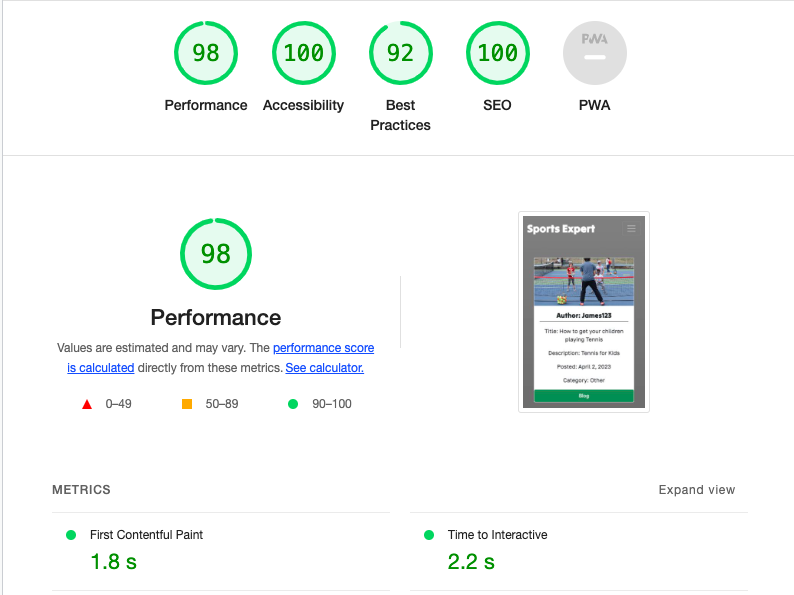 98
100
92
100
PWA
Performance
Accessibility
Best
Practices
SEO
PWA
98
Performance
Values are estimated and may vary. The performance score
is calculated directly from these metrics. See calculator.
0–49
50–89
90–100
Sports Expert
Author: James123
Title: How to get your children
playing Tennis
Description: Tennis for Kids
Posted: April 2, 2023
Category: Other
Blog
METRICS
Expand view
First Contentful Paint
1.8 s
Time to Interactive
2.2 s